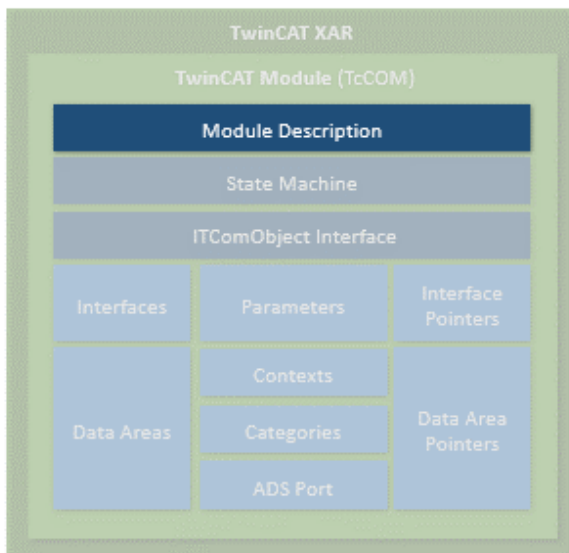 TwinCAT XAR
TwinCAT Module (TcCOM)
Module Description
State Machine
ITComObject Interface
Interfaces
Parameters
Interface
Pointers
Data Areas
Contexts
Categories
ADS Port
Data Area
Pointers